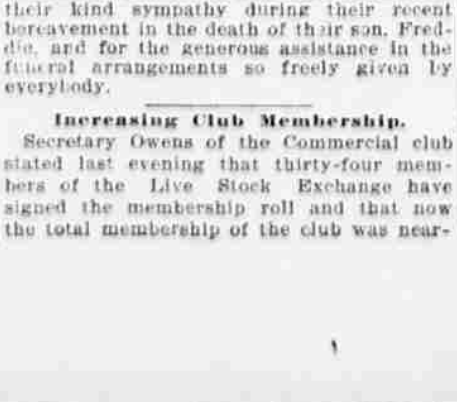 their kind sympathy during their recent
bereavement in the death of their son, Fred-
die, and for the generous assistance in the
funeral arrangements so freely given by
everybody.
Increasing Club Membership.
Secretary Owens of the Commercial club
stated last evening that thirty-four mem-
bers of the Live Stock Exchange have
signed the membership roll and that now
the total membership of the club was near-